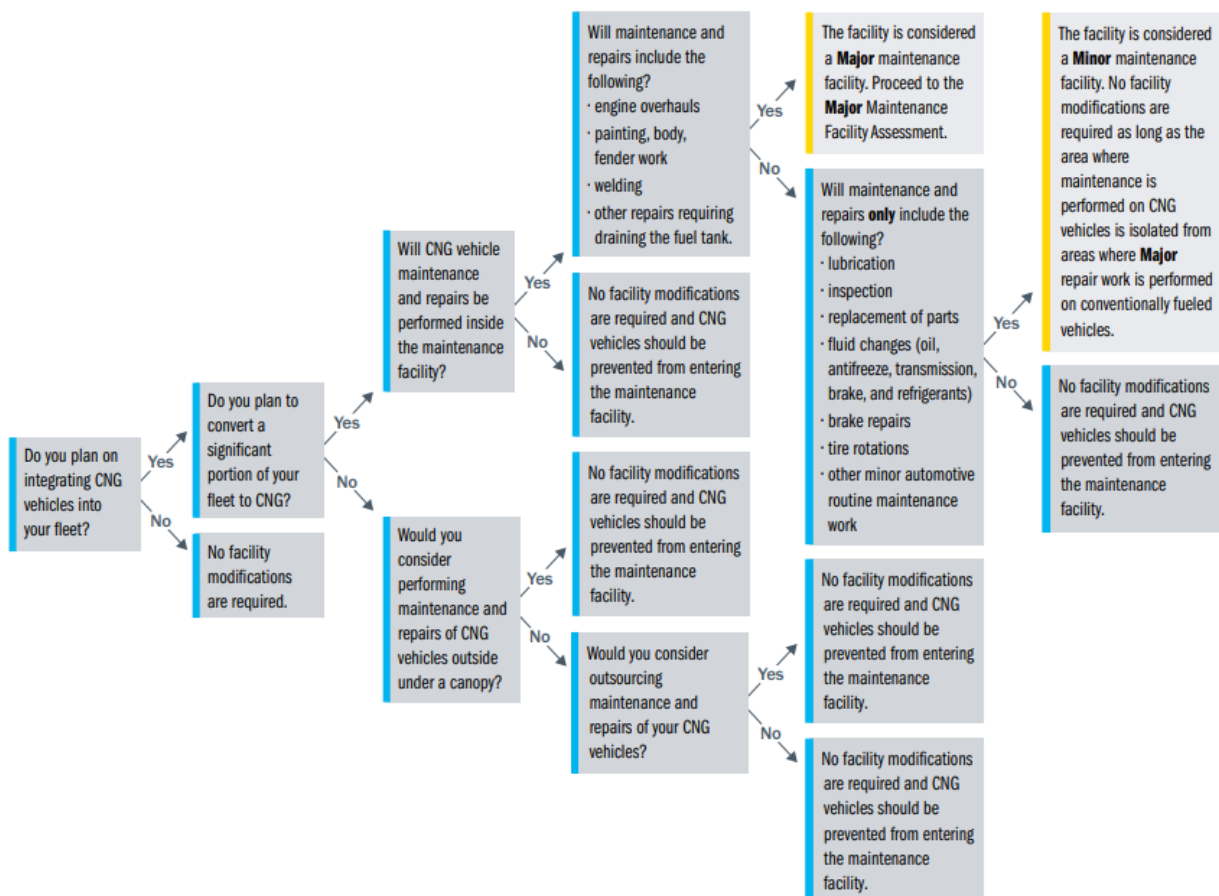 Do you plan on
integrating CNG
vehicles into
your fleet?
Yes
No
Do you plan to
convert a
significant
portion of your
fleet to CNG?
No facility
modifications
are required.
Yes
No
Will CNG vehicle
maintenance
and repairs be
performed inside
the maintenance
facility?
Would you
consider
performing
maintenance and
repairs of CNG
vehicles outside
under a canopy?
Yes
No
Yes
No
Will maintenance and
repairs include the
following?
· engine overhauls
· painting, body,
fender work
· welding
· other repairs requiring
draining the fuel tank.
No facility modifications
are required and CNG
vehicles should be
prevented from entering
the maintenance
facility.
No facility modifications
are required and CNG
vehicles should be
prevented from entering
the maintenance
facility.
Would you consider
outsourcing
maintenance and
repairs of your CNG
vehicles?
Yes
No
Yes
No
The facility is considered
a Major maintenance
facility. Proceed to the
Major Maintenance
Facility Assessment.
Will maintenance and
repairs only include the
following?
· lubrication
· inspection
· replacement of parts
· fluid changes (oil,
antifreeze, transmission,
brake, and refrigerants)
· brake repairs
· tire rotations
· other minor automotive
routine maintenance
work
No facility modifications
are required and CNG
vehicles should be
prevented from entering
the maintenance
facility.
No facility modifications
are required and CNG
vehicles should be
prevented from entering
the maintenance
facility.
Yes
No
The facility is considered
a Minor maintenance
facility. No facility
modifications are
required as long as the
area where
maintenance is
performed on CNG
vehicles is isolated from
areas where Major
repair work is performed
on conventionally fueled
vehicles.
No facility modifications
are required and CNG
vehicles should be
prevented from entering
the maintenance
facility.